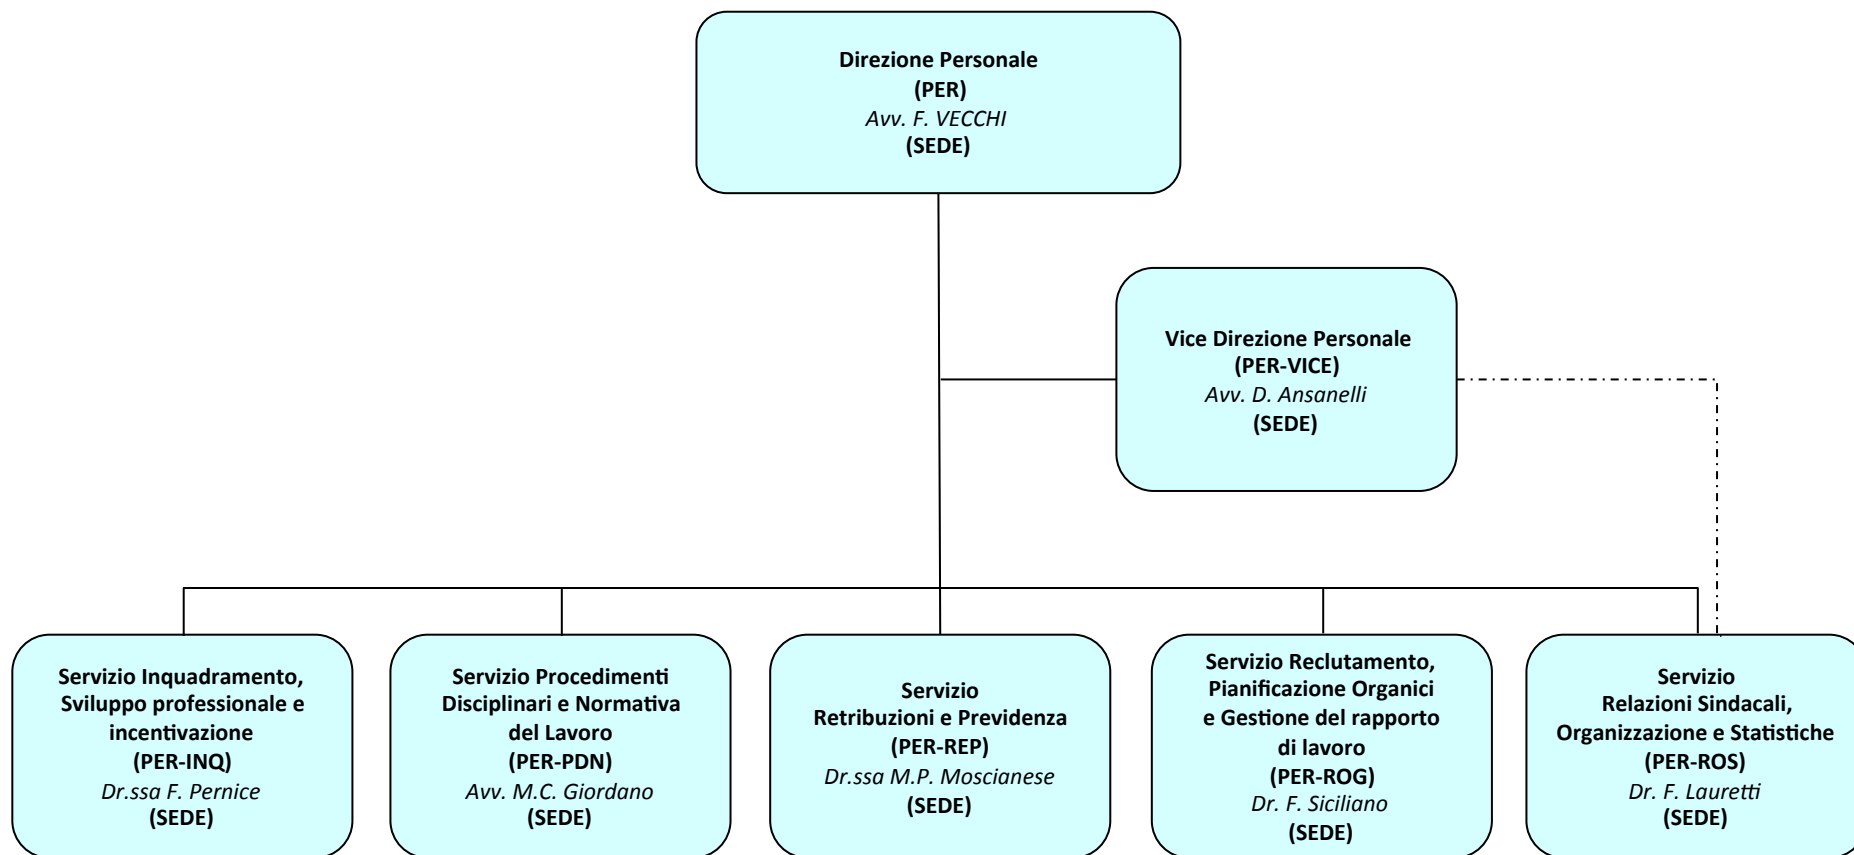 Direzione Personale
(PER)
Avv. F. VECCHI
(SEDE)
Vice Direzione Personale
(PER-VICE)
Avv. D. Ansanelli
(SEDE)
Servizio Inquadramento,
Sviluppo professionale e
incentivazione
(PER-INQ)
Dr.ssa F. Pernice
(SEDE)
Servizio Procedimenti
Disciplinari e Normativa
del Lavoro
(PER-PDN)
Avv. M.C. Giordano
(SEDE)
Servizio
Retribuzioni e Previdenza
(PER-REP)
Dr.ssa M.P. Moscianese
(SEDE)
Servizio Reclutamento,
Pianificazione Organici
e Gestione del rapporto
di lavoro
(PER-ROG)
Dr. F. Siciliano
(SEDE)
Servizio
Relazioni Sindacali,
Organizzazione e Statistiche
(PER-ROS)
Dr. F. Lauretti
(SEDE)